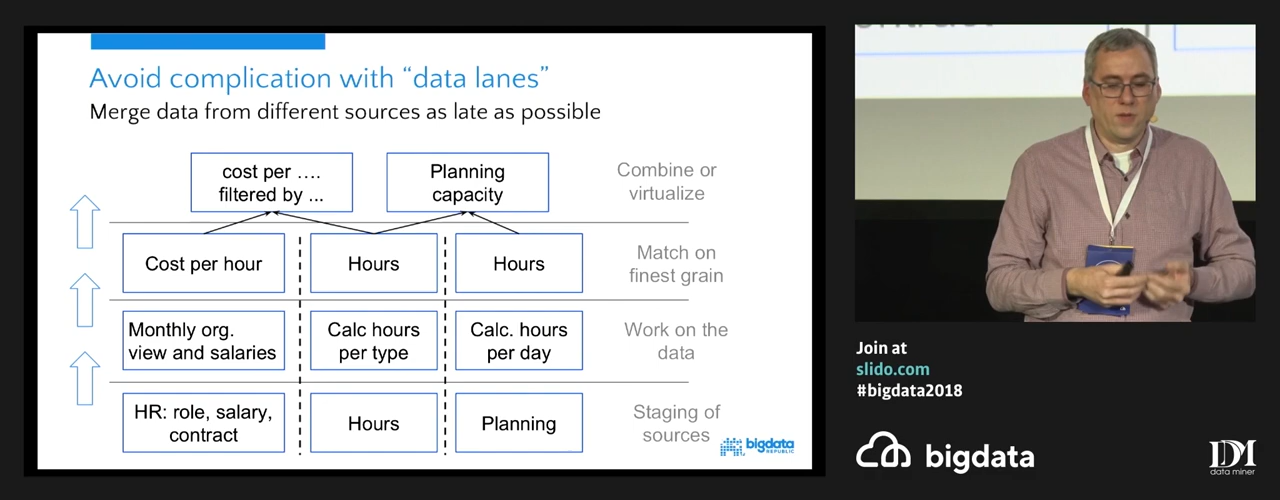 Avoid complication with “data lanes”
Merge data from different sources as late as possible
cost per ….
filtered by ...
Planning
capacity
Combine or
virtualize
Cost per hour
Hours
Hours
Match on
finest grain
Monthly org.
view and salaries
Calc hours
per type
Calc. hours
per day
Work on the
data
HR: role, salary,
contract
Hours
Planning
Staging of
sources
bigdata
REPUBLIC
Join at
slido.com
#bigdata2018
bigdata
DM
data miner